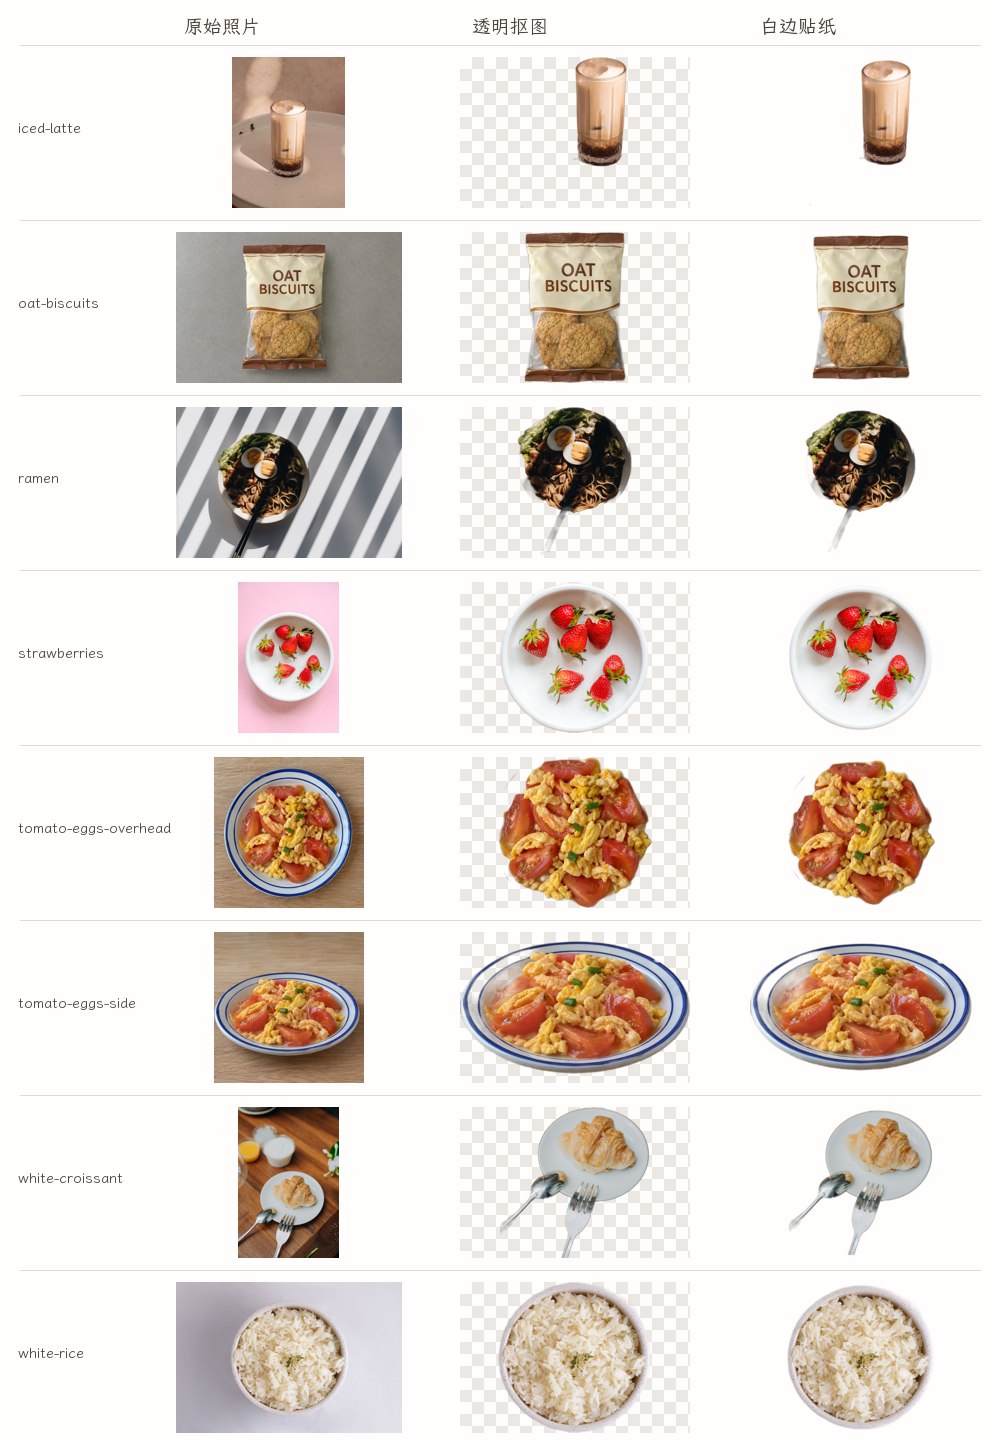 原始照片
透明抠图
白边贴纸
iced-latte
oat-biscuits
OAT
BISCUITS
OAT
BISCUITS
OAT
BISCUITS
ramen
strawberries
tomato-eggs-overhead
tomato-eggs-side
white-croissant
white-rice